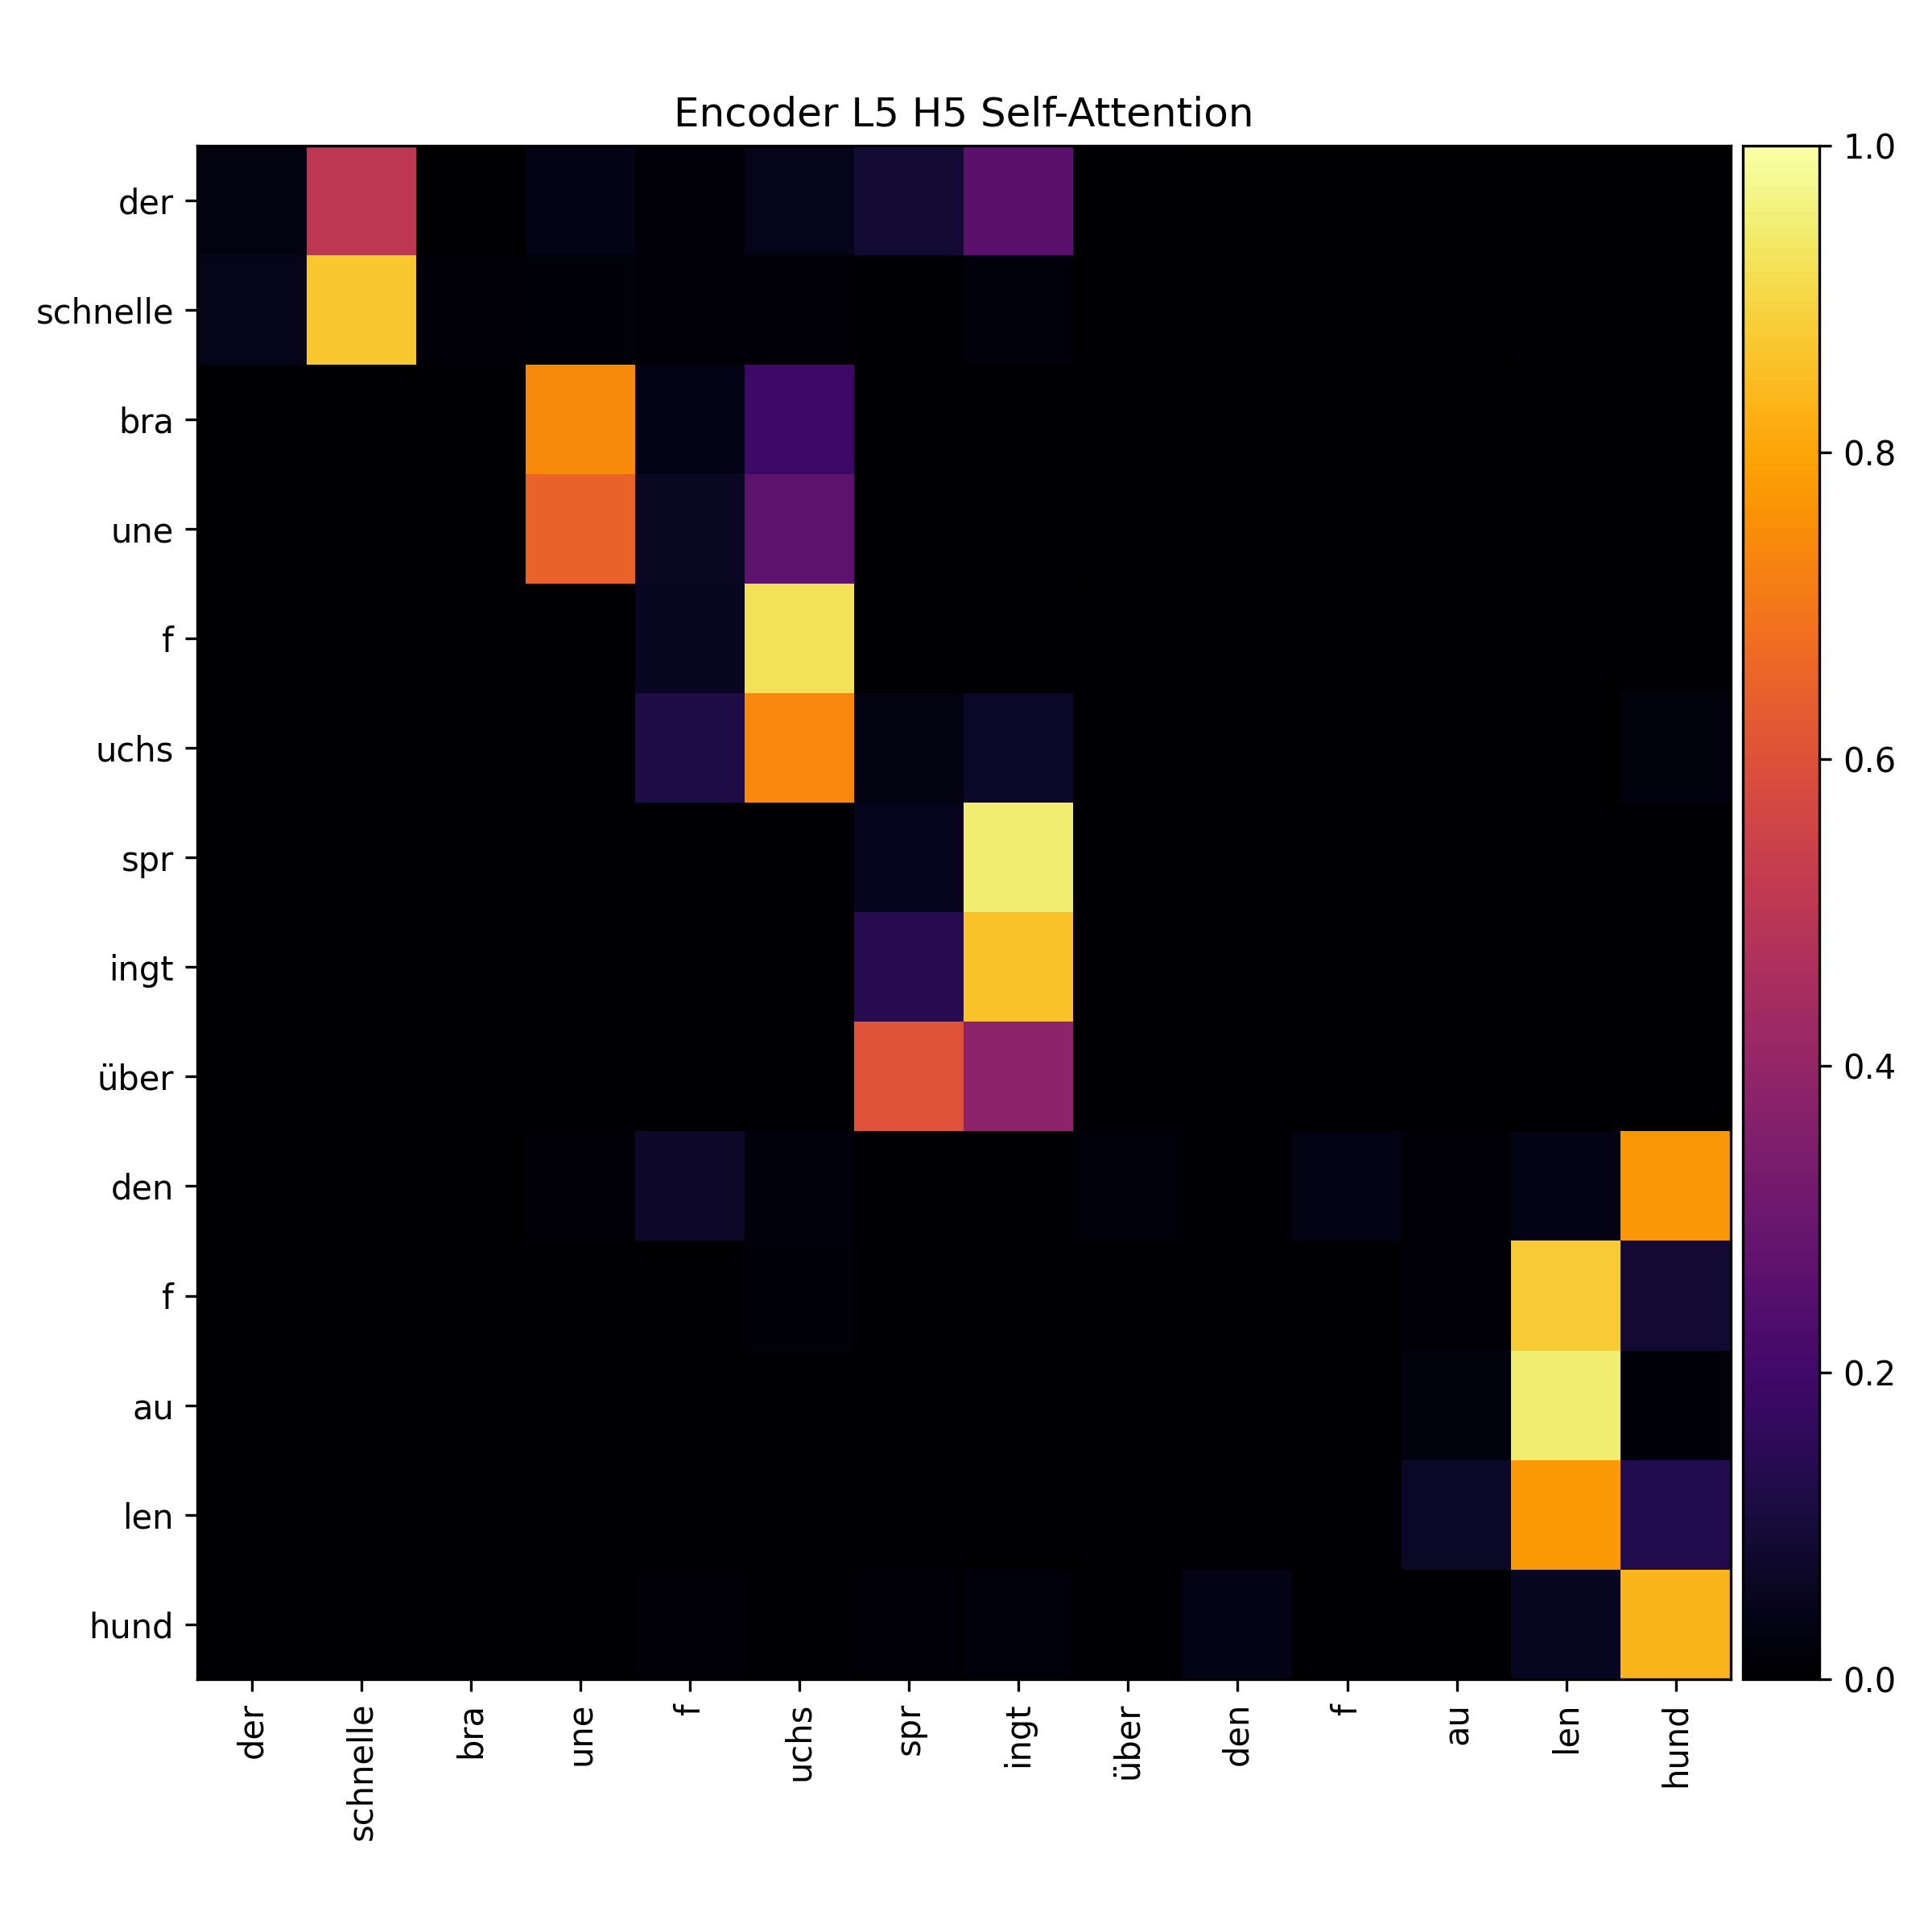 Encoder L5 H5 Self-Attention
der
schnelle
bra
une
f
uchs
spr
ingt
über
den
f
au
len
hund
der
schnelle
bra
une
f
uchs
spr
ingt
über
den
f
au
len
hund
1.0
0.8
0.6
0.4
0.2
0.0